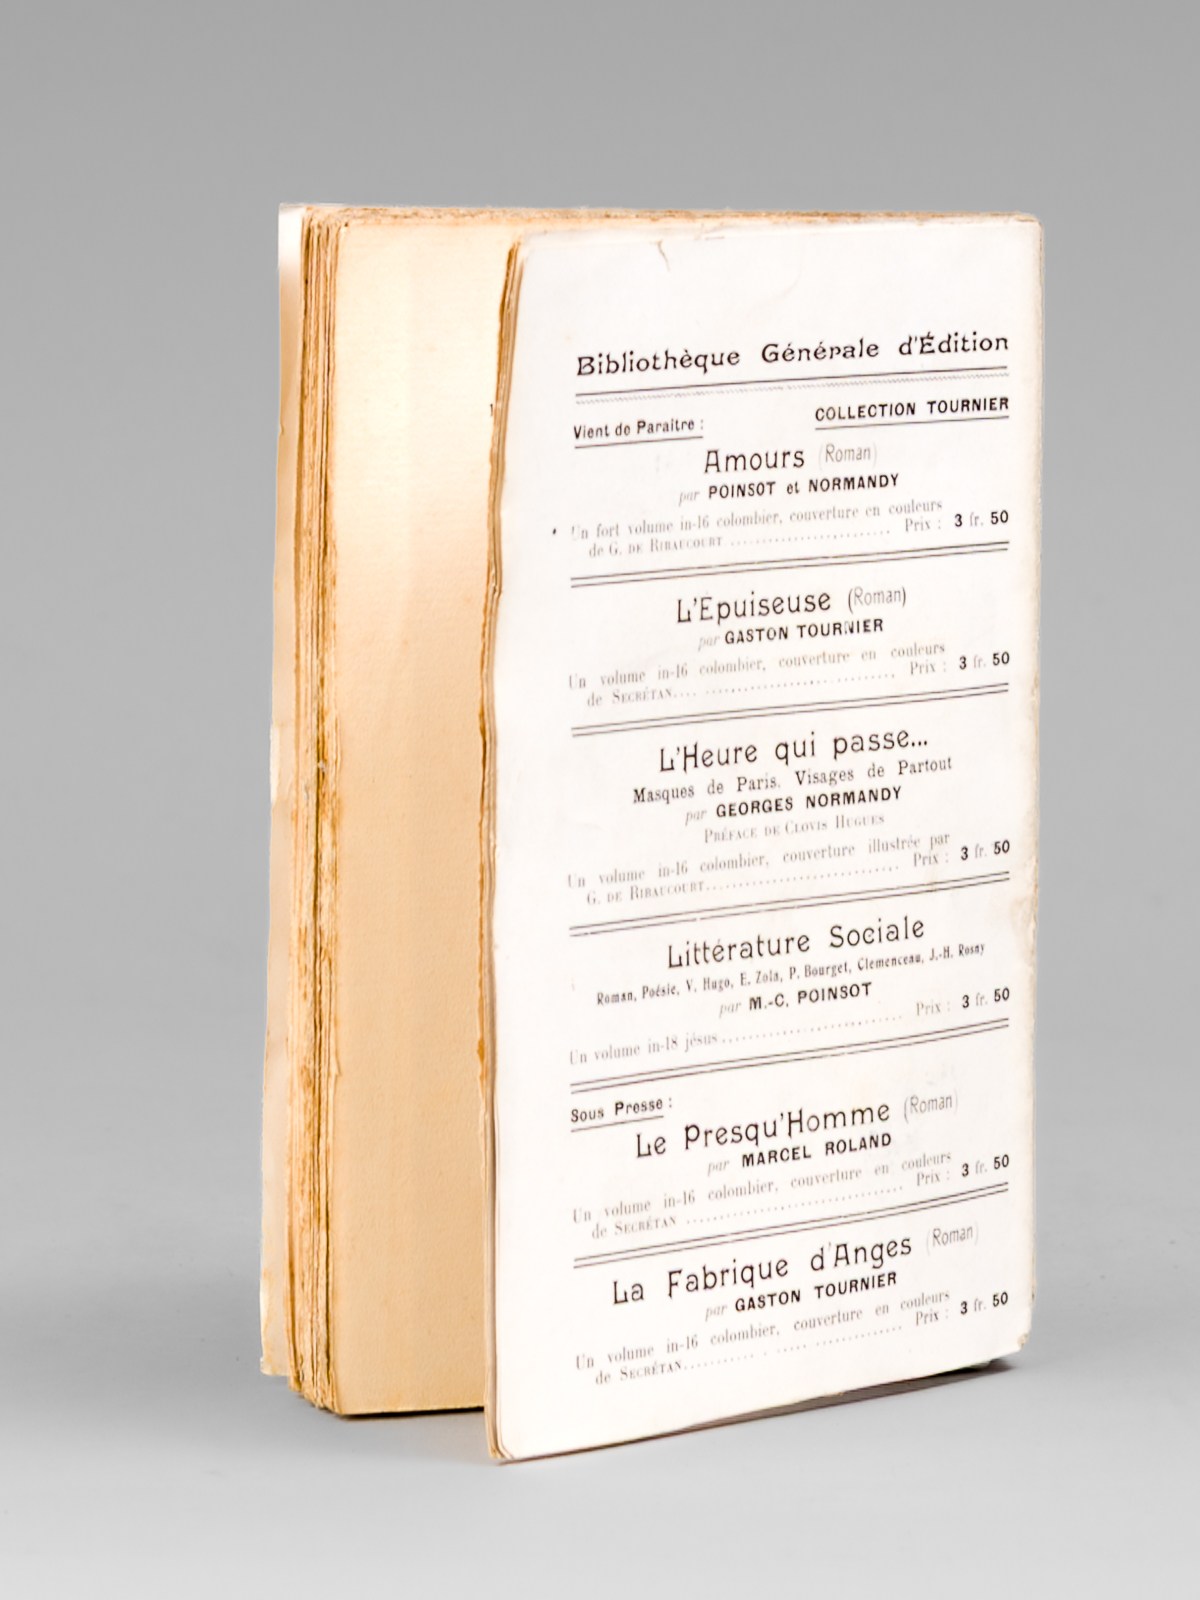 Bibliothèque Générale d'Édition
Vient de Paraitre :
COLLECTION TOURNIER
Amours (Roman)
par POINSOT et NORMANDY
Un fort volume in-16 colombier, couverture en couleurs
de G. DE RIBAUCOURT........................ Prix : 3 fr. 50
L'Epuiseuse (Roman)
par GASTON TOURNIER
Un volume in-16 colombier, couverture en couleurs
de SECRÉTAN.... ........................ Prix : 3 fr. 50
L'Heure qui passe...
Masques de Paris. Visages de Partout
par GEORGES NORMANDY
PRÉFACE DE CLOVIS HUGUES
Un volume in-16 colombier, couverture illustrée par
G. DE RIBAUCOURT........................ Prix : 3 fr. 50
Littérature Sociale
Roman, Poésie, V. Hugo, E. Zola, P. Bourget, Clemenceau, J.-H. Rosny
par M.-C. POINSOT
Un volume in-18 jésus........................ Prix : 3 fr. 50
Sous Presse :
Le Presqu'Homme (Roman)
par MARCEL ROLAND
Un volume in-16 colombier, couverture en couleurs
de SECRÉTAN ........................ Prix : 3 fr. 50
La Fabrique d'Anges (Roman)
par GASTON TOURNIER
Un volume in-16 colombier, couverture en couleurs
de SECRÉTAN........... . ..... ............ Prix : 3 fr. 50